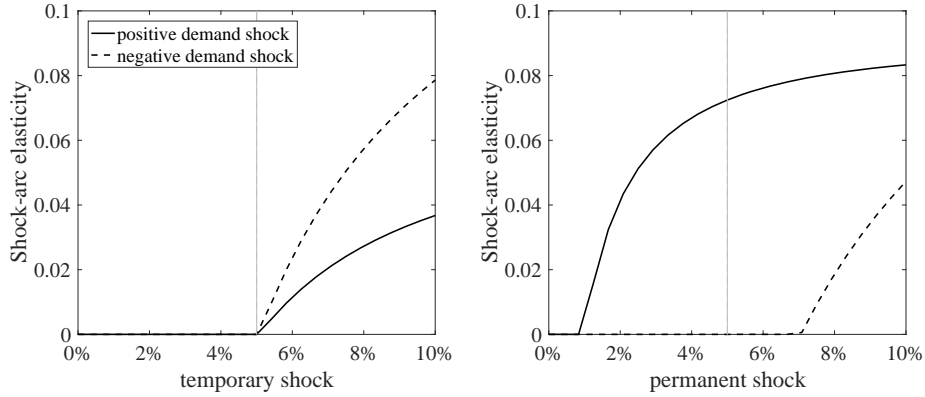 0.1
0.08
0.06
0.04
0.02
0
Shock-arc elasticity
positive demand shock
negative demand shock
0% 2% 4% 6% 8% 10%
temporary shock
0.1
0.08
0.06
0.04
0.02
0
Shock-arc elasticity
0% 2% 4% 6% 8% 10%
permanent shock